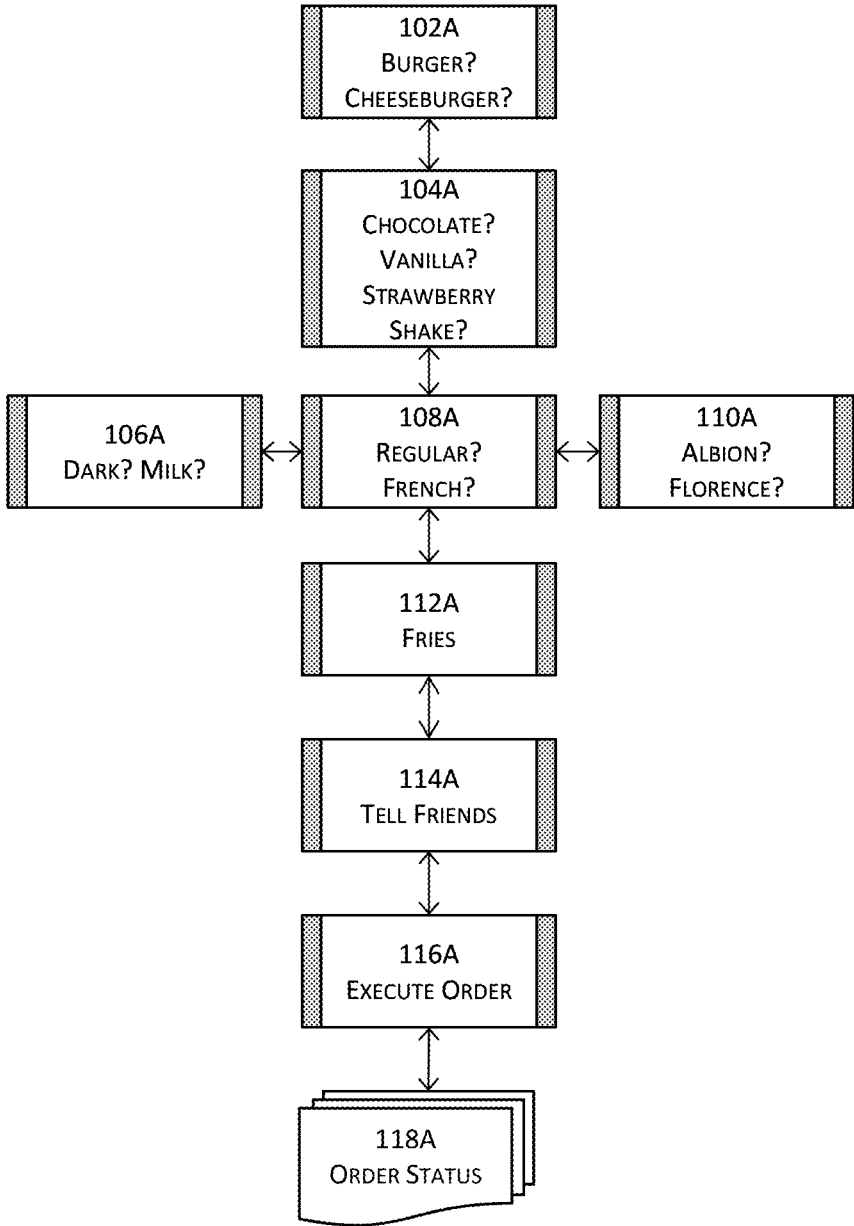 102A
BURGER?
CHEESEBURGER?
104A
CHOCOLATE?
VANILLA?
STRAWBERRY
SHAKE?
106A
DARK? MILK?
108A
REGULAR?
FRENCH?
110A
ALBION?
FLORENCE?
112A
FRIES
114A
TELL FRIENDS
116A
EXECUTE ORDER
118A
ORDER STATUS